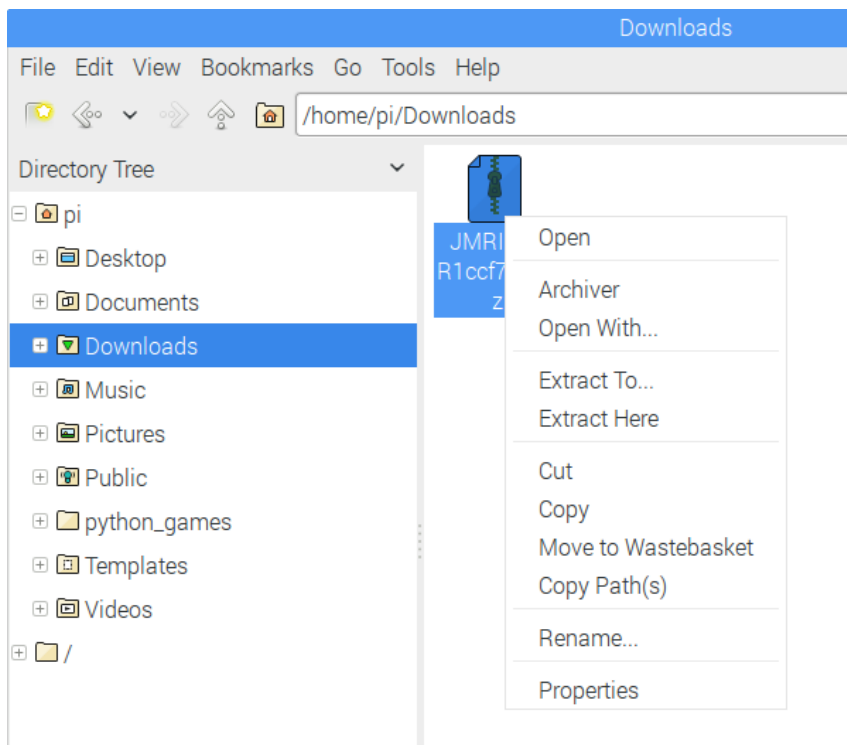 Downloads
File Edit View Bookmarks Go Tools Help
/home/pi/Downloads
Directory Tree
pi
Desktop
Documents
Downloads
Music
Pictures
Public
python_games
Templates
Videos
/
JMRI
R1ccf7
z
Open
Archiver
Open With...
Extract To...
Extract Here
Cut
Copy
Move to Wastebasket
Copy Path(s)
Rename...
Properties